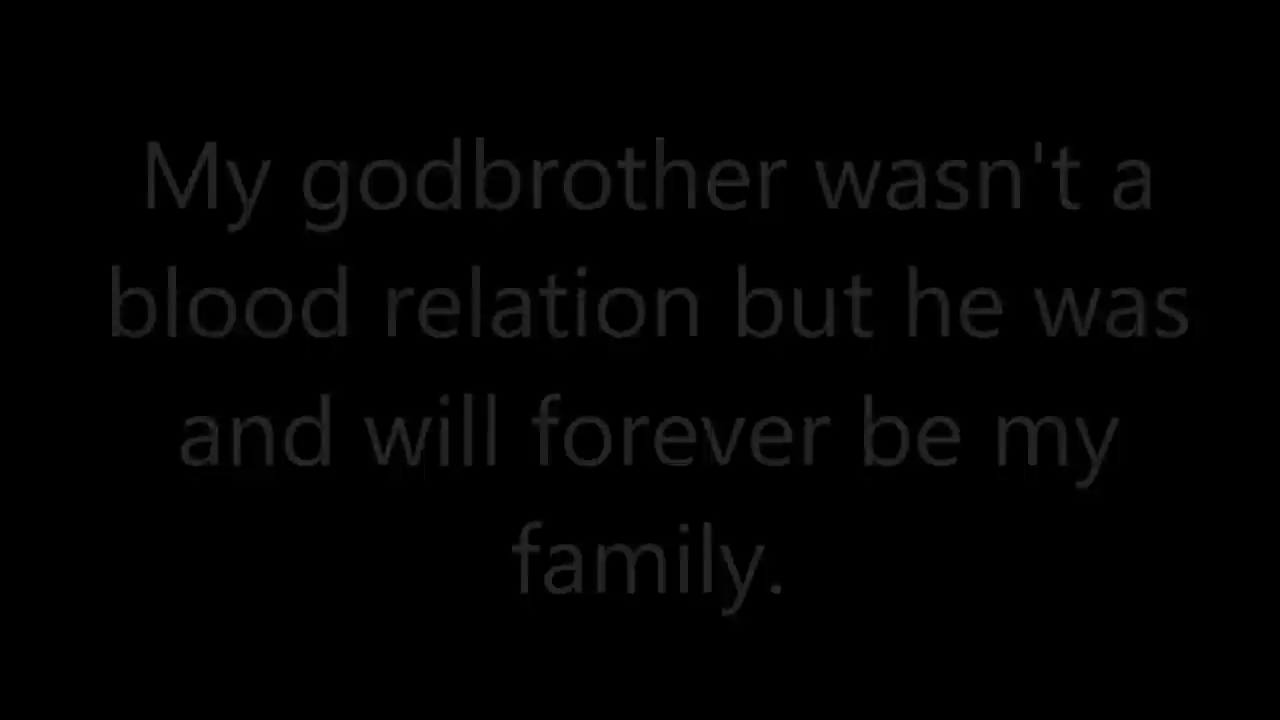 My godbrother wasn't a
blood relation but he was
and will forever be my
family.